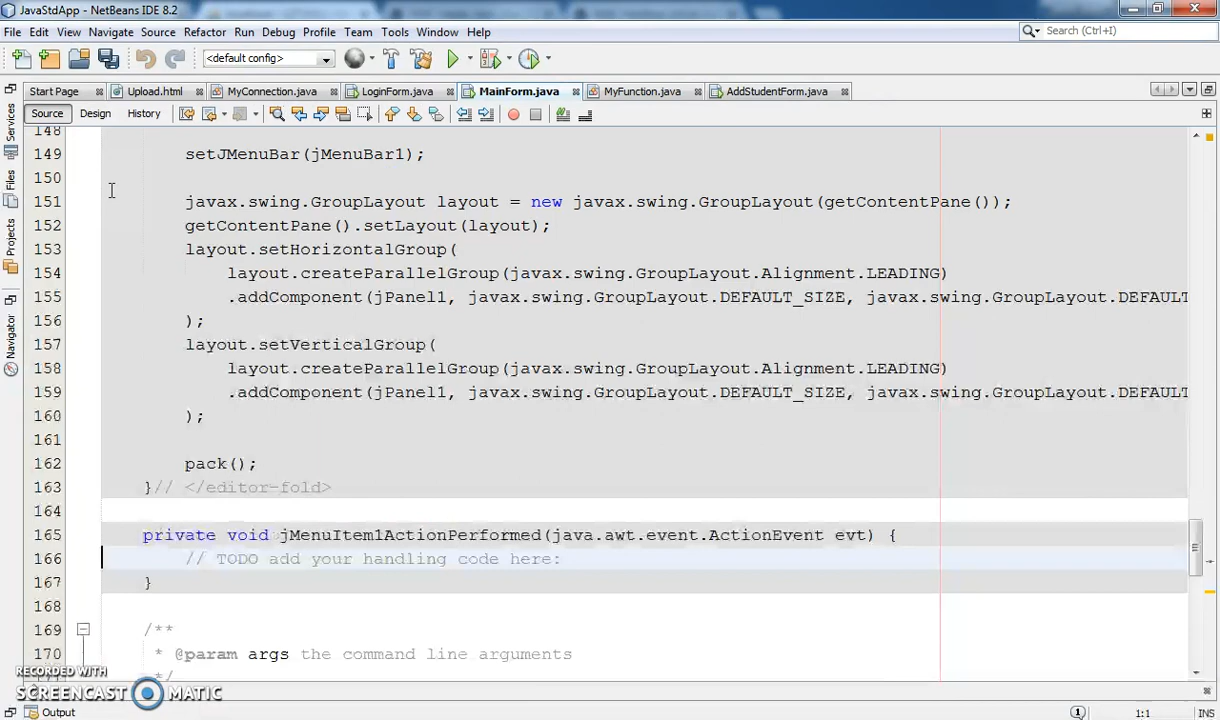 JavaStdApp - NetBeans IDE 8.2
File Edit View Navigate Source Refactor Run Debug Profile Team Tools Window Help
Search (Ctrl+I)
<default config>
Start Page Upload.html MyConnection.java LoginForm.java MainForm.java MyFunction.java AddStudentForm.java
Source Design History
Services
Files
Projects
Navigator
148
149 setJMenuBar(jMenuBar1);
150
151 javax.swing.GroupLayout layout = new javax.swing.GroupLayout(getContentPane());
152 getContentPane().setLayout(layout);
153 layout.setHorizontalGroup(
154 layout.createParallelGroup(javax.swing.GroupLayout.Alignment.LEADING)
155 .addComponent(jPanel1, javax.swing.GroupLayout.DEFAULT_SIZE, javax.swing.GroupLayout.DEFAULT
156 );
157 layout.setVerticalGroup(
158 layout.createParallelGroup(javax.swing.GroupLayout.Alignment.LEADING)
159 .addComponent(jPanel1, javax.swing.GroupLayout.DEFAULT_SIZE, javax.swing.GroupLayout.DEFAULT
160 );
161
162 pack();
163 }// </editor-fold>
164
165 private void jMenuItem1ActionPerformed(java.awt.event.ActionEvent evt) {
166 // TODO add your handling code here:
167 }
168
169 /**
170 * @param args the command line arguments
*/
RECORDED WITH
SCREENCAST MATIC
Output
1 1:1 INS